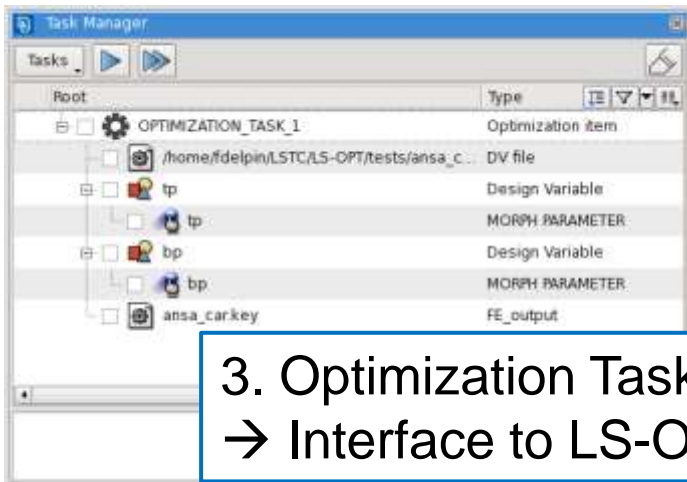 Task Manager
Tasks
Root Type
OPTIMIZATION_TASK_1 Optimization item
/home/fdelpin/LSTC/LS-OPT/tests/ansa_c... DV file
tp Design Variable
tp MORPH PARAMETER
bp Design Variable
bp MORPH PARAMETER
ansa_car.key FE_output
3. Optimization Task
→ Interface to LS-O